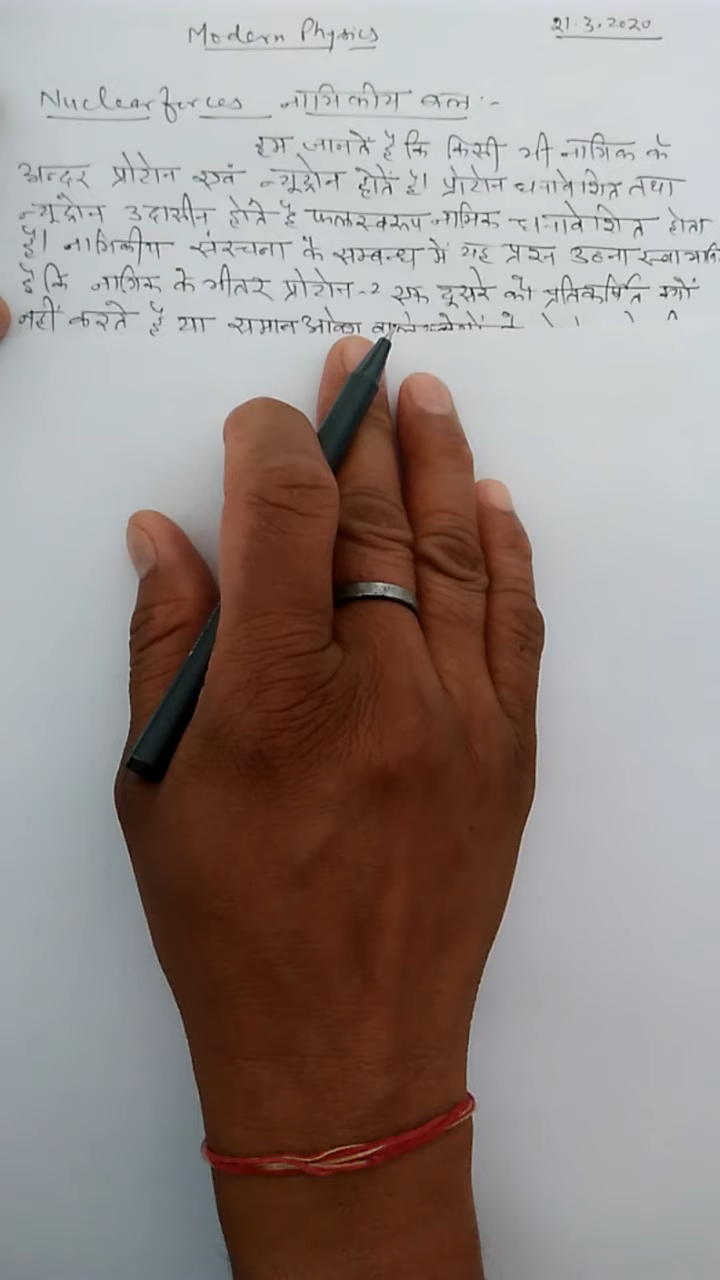 Modern Physics 21.3.2020
Nuclear forces नाभिकीय बल :-
हम जानते है कि किसी भी नाभिक के
अन्दर प्रोटोन एवं न्यूट्रोन होते है। प्रोटोन धनावेशित तथा
न्यूट्रोन उदासीन होते है फलस्वरूप नाभिक धनावेशित होता
है। नाभिकीय संरचना के सम्बन्ध में यह प्रश्न उठना
है कि नाभिक के भीतर प्रोटोन-2 एक दूसरे को प्रतिकर्षित क्यों
नहीं करते है या समान